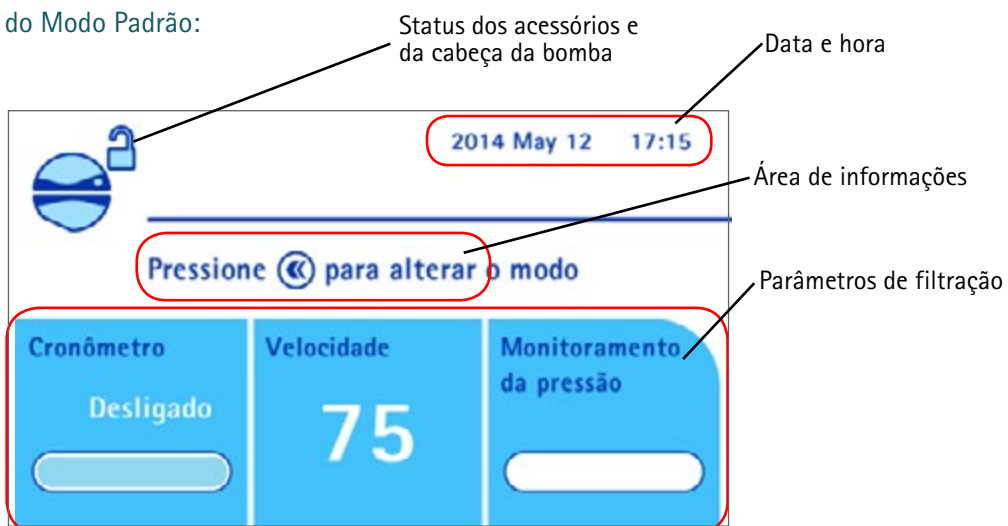 do Modo Padrão:
Status dos acessórios e
da cabeça da bomba
Data e hora
2014 May 12 17:15
Área de informações
Pressione « para alterar o modo
Parâmetros de filtração
Cronômetro
Desligado
Velocidade
75
Monitoramento
da pressão